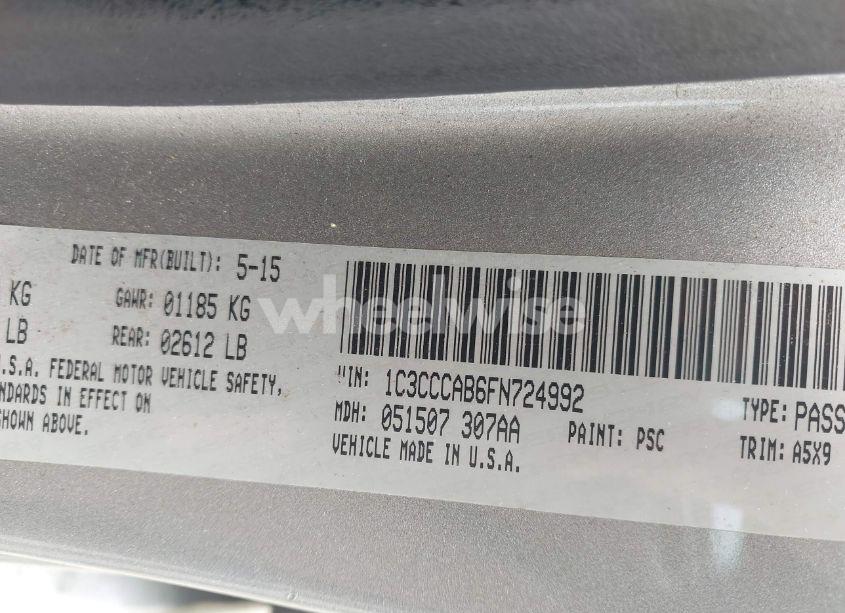 DATE OF MFR(BUILT): 5-15
KG GAWR: 01185 KG
LB REAR: 02612 LB
.S.A. FEDERAL MOTOR VEHICLE SAFETY,
NDARDS IN EFFECT ON
SHOWN ABOVE.
wheelwise
VIN: 1C3CCCAB6FN724992 TYPE: PASS
MDH: 051507 307AA PAINT: PSC TRIM: A5X9
VEHICLE MADE IN U.S.A.